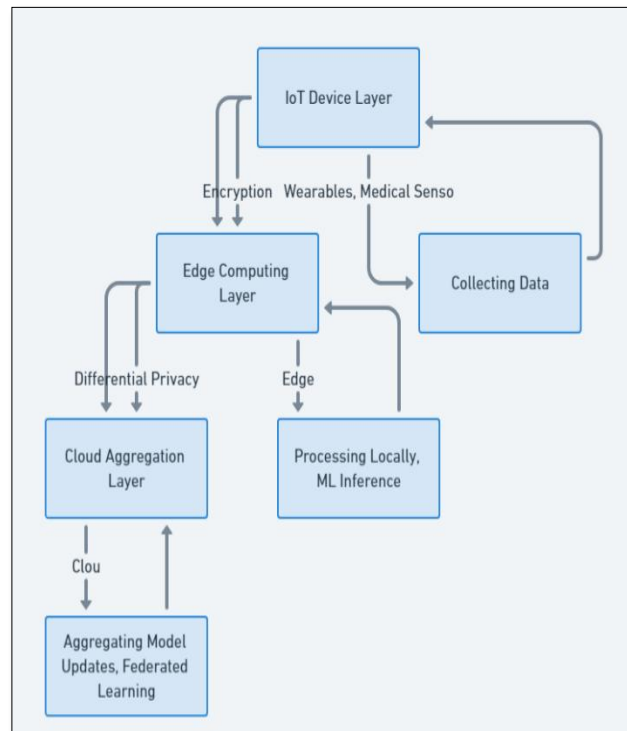 IoT Device Layer
Encryption
Wearables, Medical Senso
Edge Computing
Layer
Collecting Data
Differential Privacy
Edge
Cloud Aggregation
Layer
Processing Locally,
ML Inference
Clou
Aggregating Model
Updates, Federated
Learning